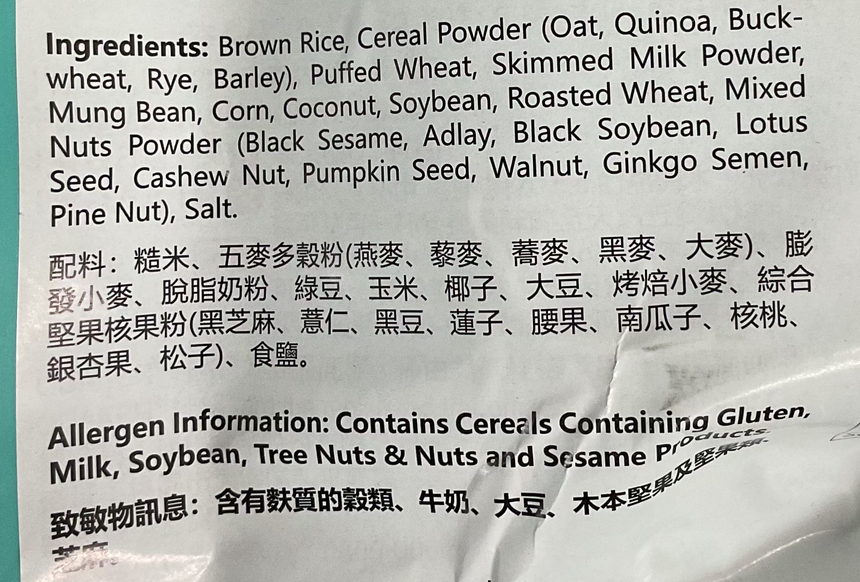 Ingredients: Brown Rice, Cereal Powder (Oat, Quinoa, Buck-
wheat, Rye, Barley), Puffed Wheat, Skimmed Milk Powder,
Mung Bean, Corn, Coconut, Soybean, Roasted Wheat, Mixed
Nuts Powder (Black Sesame, Adlay, Black Soybean, Lotus
Seed, Cashew Nut, Pumpkin Seed, Walnut, Ginkgo Semen,
Pine Nut), Salt.
配料：糙米、五麥多穀粉(燕麥、藜麥、蕎麥、黑麥、大麥)、膨
發小麥、脫脂奶粉、綠豆、玉米、椰子、大豆、烤焙小麥、綜合
堅果核果粉(黑芝麻、薏仁、黑豆、蓮子、腰果、南瓜子、核桃、
銀杏果、松子)、食鹽。
Allergen Information: Contains Cereals Containing Gluten,
Milk, Soybean, Tree Nuts & Nuts and Sesame Products.
致敏物訊息：含有麩質的穀類、牛奶、大豆、木本堅果及堅果類、
芝麻。